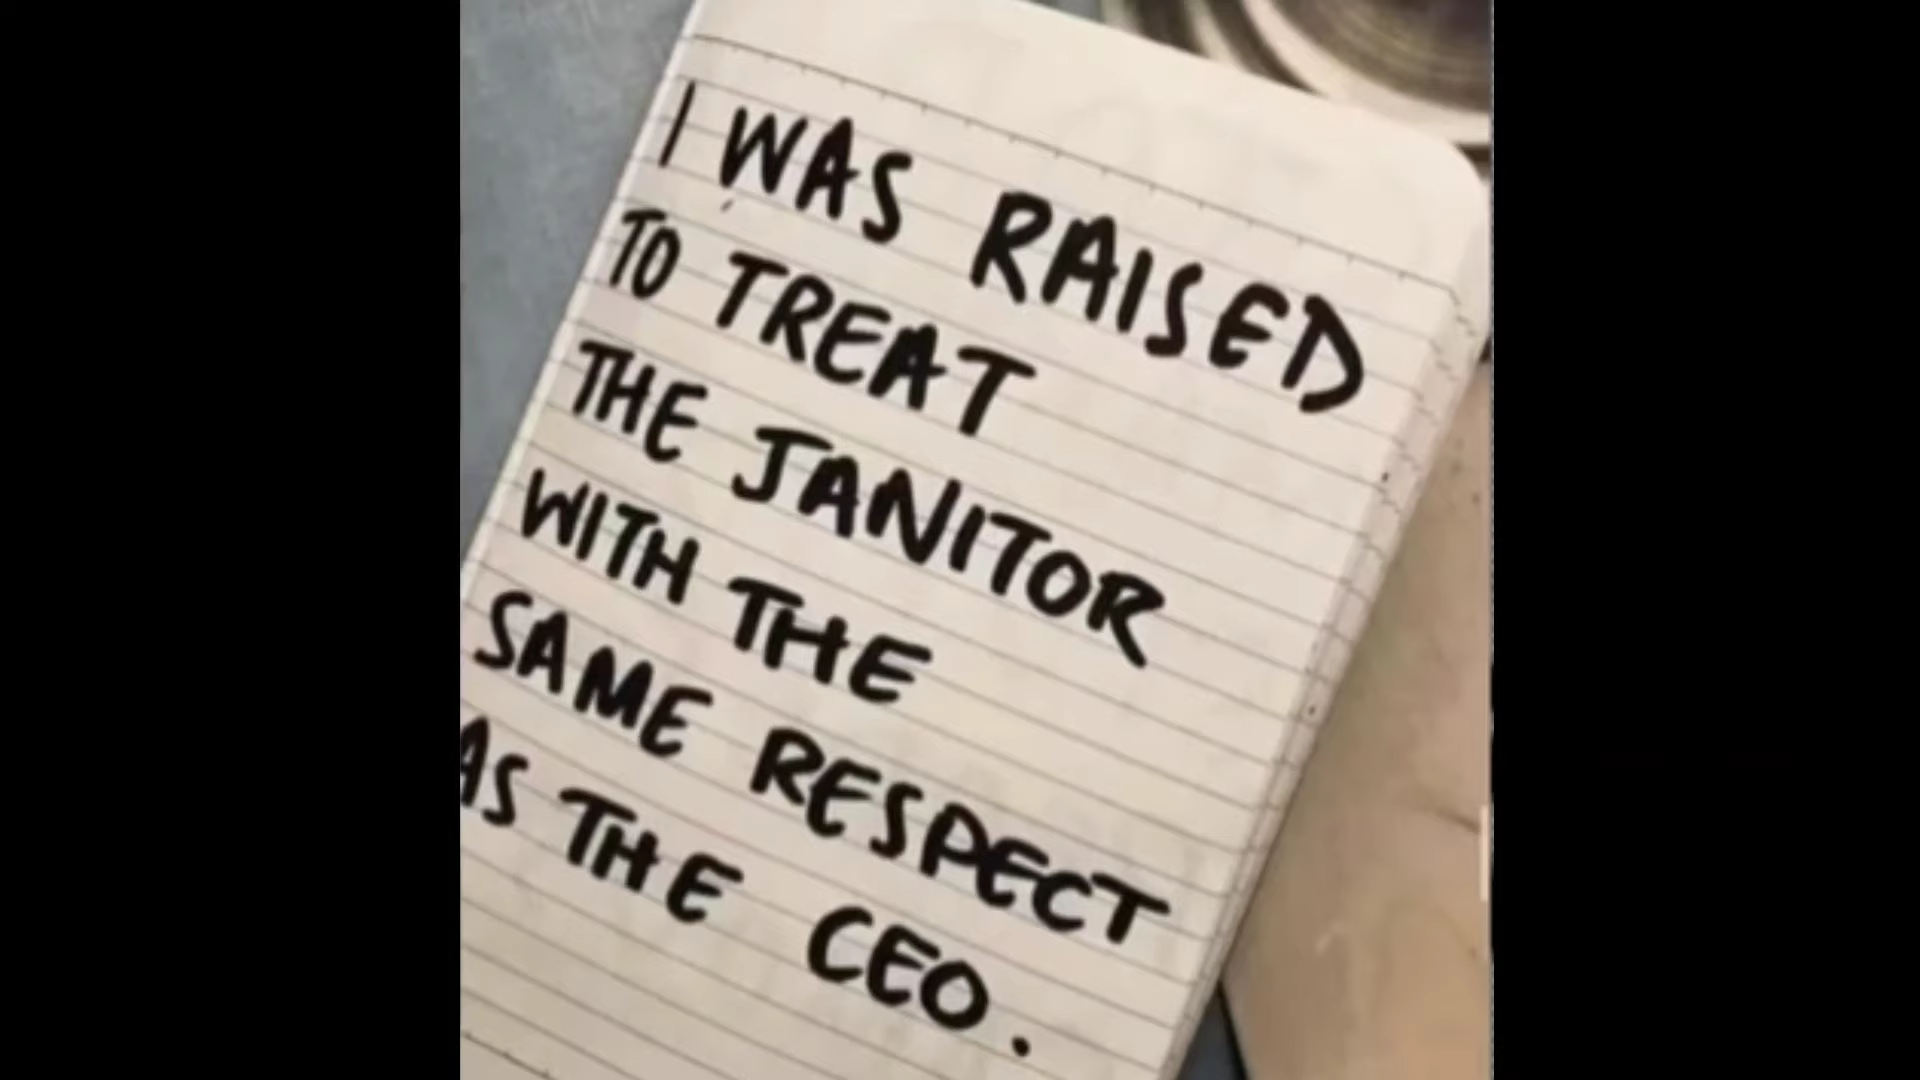 I WAS RAISED
TO TREAT
THE JANITOR
WITH THE
SAME RESPECT
AS THE CEO.